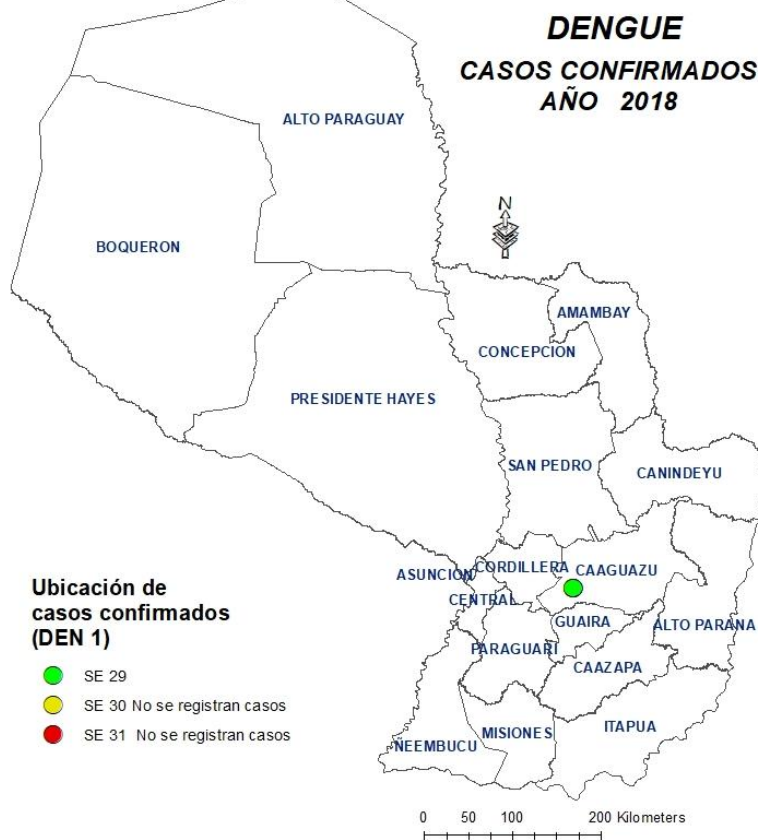 DENGUE
CASOS CONFIRMADOS
AÑO 2018
ALTO PARAGUAY
N
BOQUERON
AMAMBAY
CONCEPCION
PRESIDENTE HAYES
SAN PEDRO
CANINDEYU
ASUNCION
CORDILLERA
CAAGUAZU
CENTRAL
GUAIRA
ALTO PARANA
PARAGUARI
CAAZAPA
ITAPUA
MISIONES
ÑEEMBUCU
Ubicación de
casos confirmados
(DEN 1)
SE 29
SE 30 No se registran casos
SE 31 No se registran casos
0 50 100 200 Kilometers